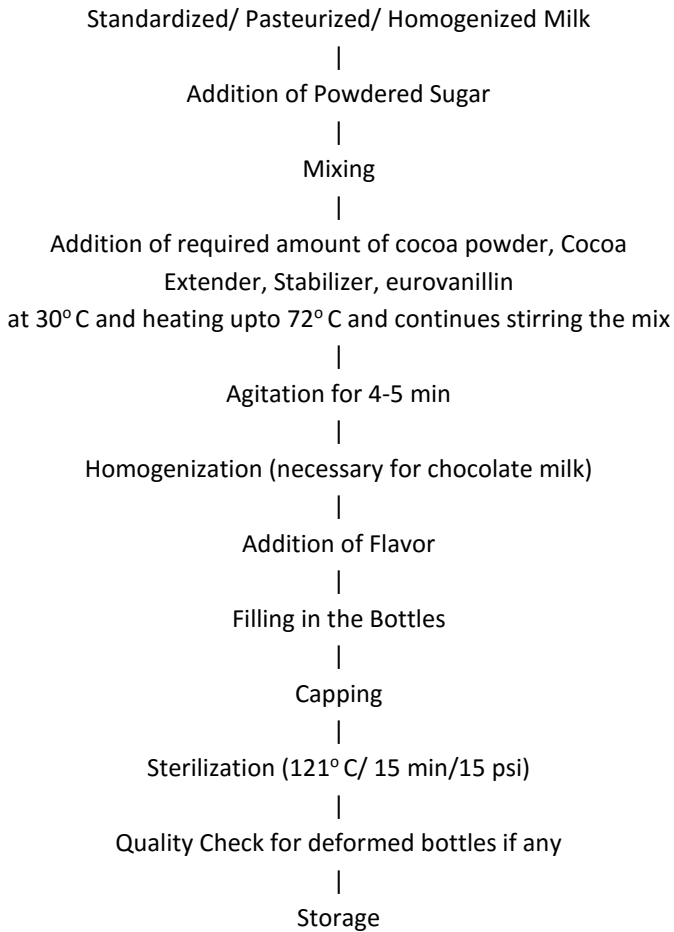 Standardized/ Pasteurized/ Homogenized Milk
|
Addition of Powdered Sugar
|
Mixing
|
Addition of required amount of cocoa powder, Cocoa
Extender, Stabilizer, eurovanillin
at 30° C and heating upto 72° C and continues stirring the mix
|
Agitation for 4-5 min
|
Homogenization (necessary for chocolate milk)
|
Addition of Flavor
|
Filling in the Bottles
|
Capping
|
Sterilization (121° C/ 15 min/15 psi)
|
Quality Check for deformed bottles if any
|
Storage